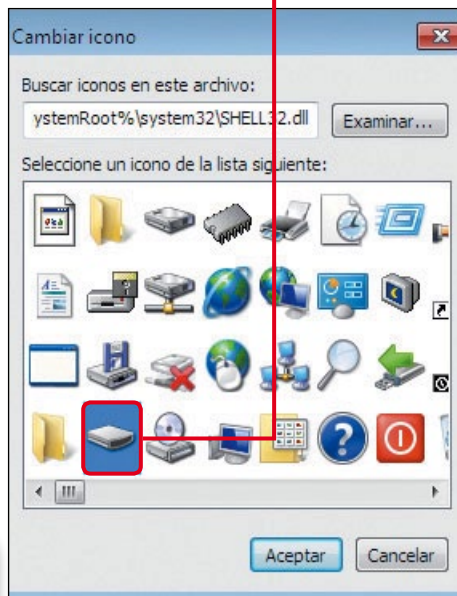 Cambiar icono
Buscar iconos en este archivo:
ystemRoot%\system32\SHELL32.dll
Examinar...
Seleccione un icono de la lista siguiente:
Aceptar
Cancelar